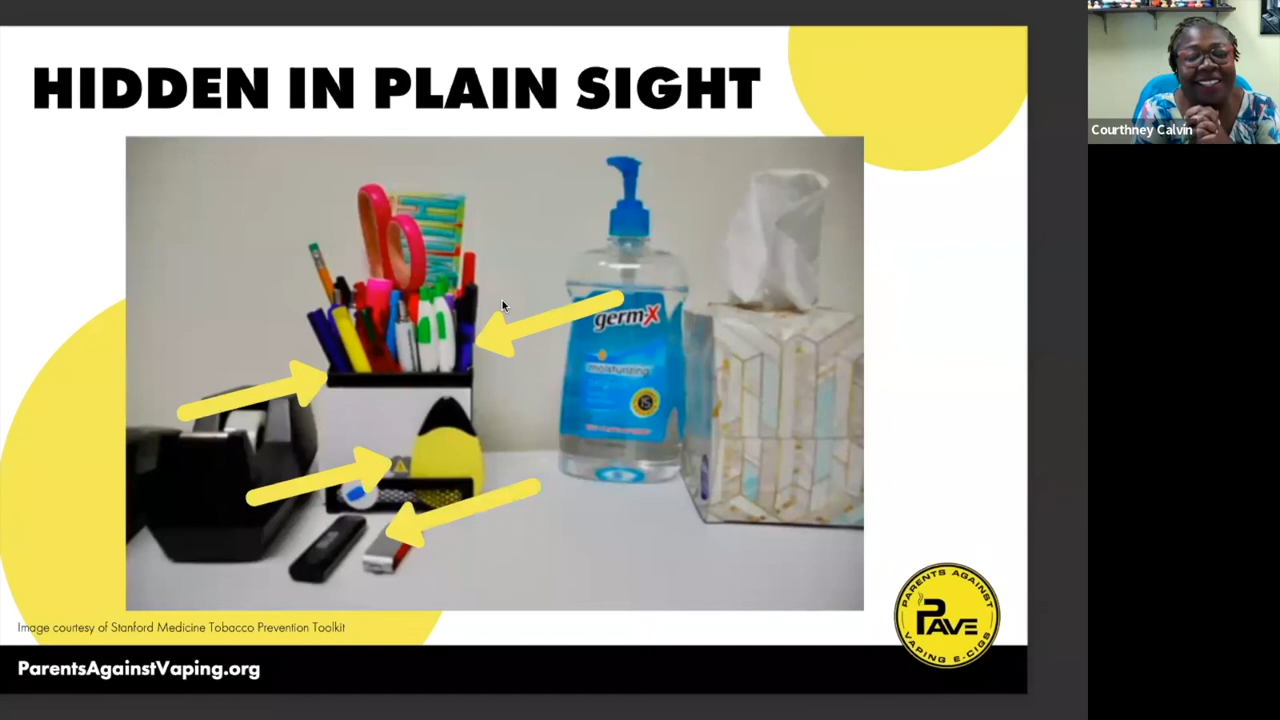 HIDDEN IN PLAIN SIGHT
Courthney Calvin
germ-X
moisturizing
PARENTS AGAINST
PAVE
VAPING E-CIGS
Image courtesy of Stanford Medicine Tobacco Prevention Toolkit
ParentsAgainstVaping.org